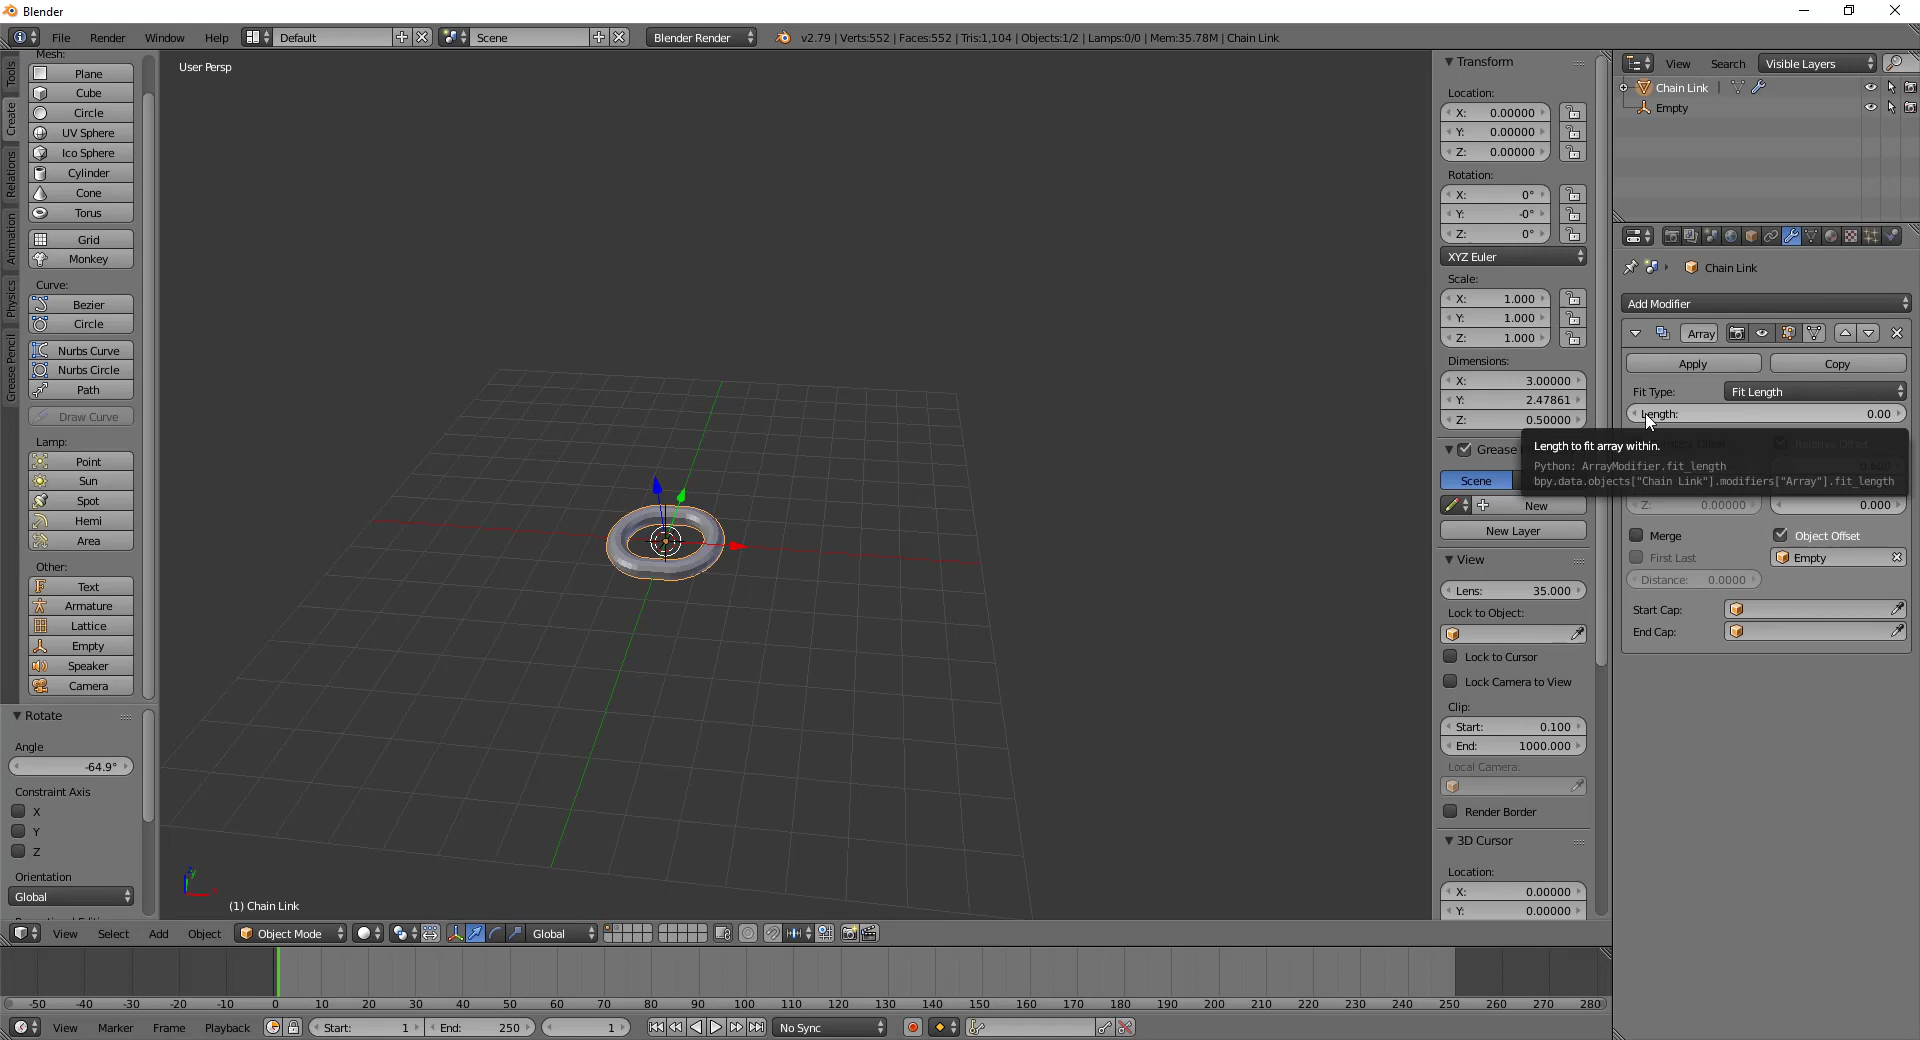 Blender
File Render Window Help Default Scene Blender Render v2.79 | Verts:552 | Faces:552 | Tris:1,104 | Objects:1/2 | Lamps:0/0 | Mem:35.78M | Chain Link
Tools
Create
Relations
Animation
Physics
Grease Pencil
Mesh:
Plane
Cube
Circle
UV Sphere
Ico Sphere
Cylinder
Cone
Torus
Grid
Monkey
Curve:
Bezier
Circle
Nurbs Curve
Nurbs Circle
Path
Draw Curve
Lamp:
Point
Sun
Spot
Hemi
Area
Other:
Text
Armature
Lattice
Empty
Speaker
Camera
Rotate
Angle
-64.9°
Constraint Axis
X
Y
Z
Orientation
Global
User Persp
(1) Chain Link
Transform
Location:
X: 0.00000
Y: 0.00000
Z: 0.00000
Rotation:
X: 0°
Y: -0°
Z: 0°
XYZ Euler
Scale:
X: 1.000
Y: 1.000
Z: 1.000
Dimensions:
X: 3.00000
Y: 2.47861
Z: 0.50000
Grease
Scene
New
New Layer
View
Lens: 35.000
Lock to Object:
Lock to Cursor
Lock Camera to View
Clip:
Start: 0.100
End: 1000.000
Local Camera:
Render Border
3D Cursor
Location:
X: 0.00000
Y: 0.00000
View Search Visible Layers
Chain Link
Empty
Chain Link
Add Modifier
Array
Apply Copy
Fit Type: Fit Length
Length: 0.00
Length to fit array within.
Python: ArrayModifier.fit_length
bpy.data.objects["Chain Link"].modifiers["Array"].fit_length
Z: 0.00000 0.000
Merge Object Offset
First Last Empty
Distance: 0.0000
Start Cap:
End Cap:
View Select Add Object Object Mode Global
-50 -40 -30 -20 -10 0 10 20 30 40 50 60 70 80 90 100 110 120 130 140 150 160 170 180 190 200 210 220 230 240 250 260 270 280
View Marker Frame Playback Start: 1 End: 250 1 No Sync